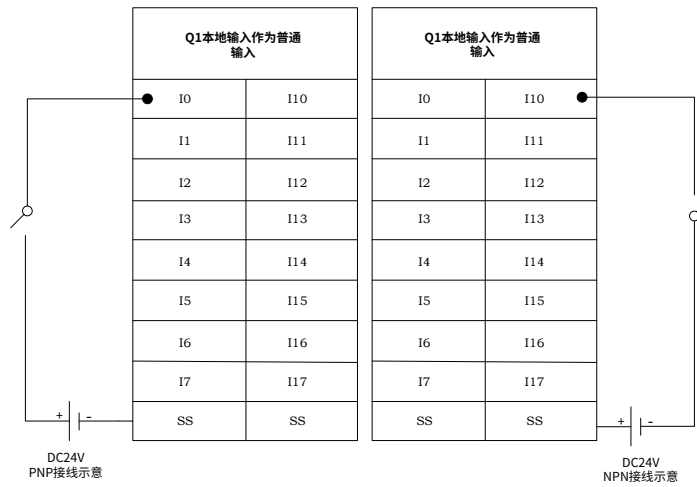 Q1本地输入作为普通
输入
I0 I10
I1 I11
I2 I12
I3 I13
I4 I14
I5 I15
I6 I16
I7 I17
SS SS
+ -
DC24V
PNP接线示意
Q1本地输入作为普通
输入
I0 I10
I1 I11
I2 I12
I3 I13
I4 I14
I5 I15
I6 I16
I7 I17
SS SS
+ -
DC24V
NPN接线示意